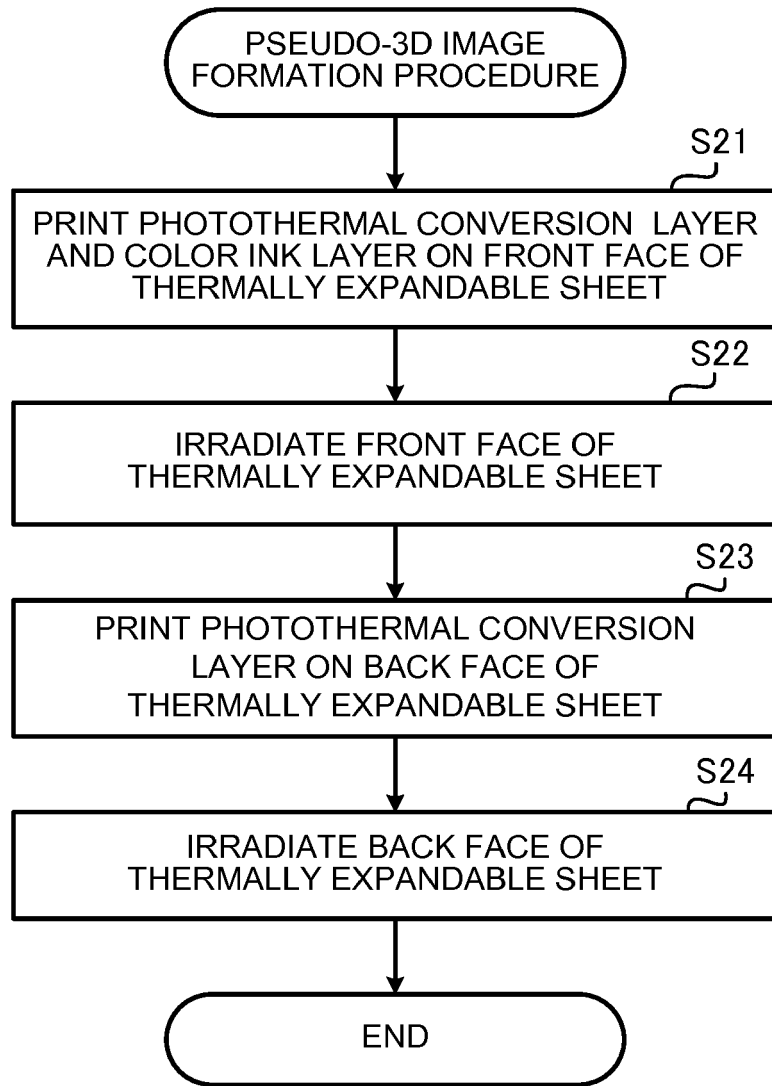 PSEUDO-3D IMAGE
FORMATION PROCEDURE
S21
PRINT PHOTOTHERMAL CONVERSION LAYER
AND COLOR INK LAYER ON FRONT FACE OF
THERMALLY EXPANDABLE SHEET
S22
IRRADIATE FRONT FACE OF
THERMALLY EXPANDABLE SHEET
S23
PRINT PHOTOTHERMAL CONVERSION
LAYER ON BACK FACE OF
THERMALLY EXPANDABLE SHEET
S24
IRRADIATE BACK FACE OF
THERMALLY EXPANDABLE SHEET
END